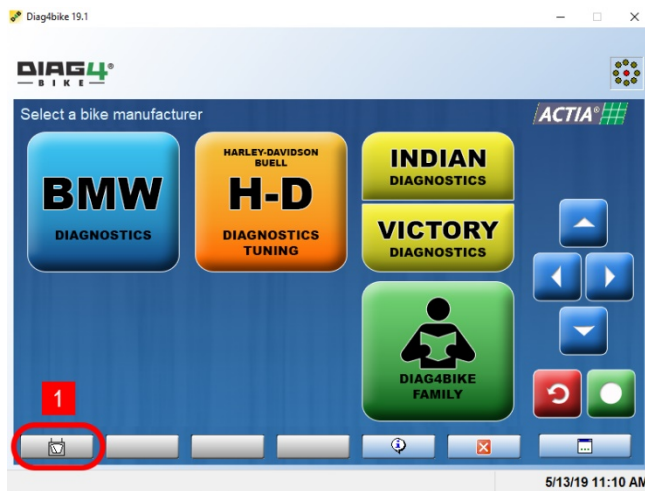 Diag4bike 19.1
DIAG4®
BIKE
Select a bike manufacturer
ACTIA®
BMW
DIAGNOSTICS
HARLEY-DAVIDSON
BUELL
H-D
DIAGNOSTICS
TUNING
INDIAN
DIAGNOSTICS
VICTORY
DIAGNOSTICS
DIAG4BIKE
FAMILY
1
5/13/19 11:10 AM